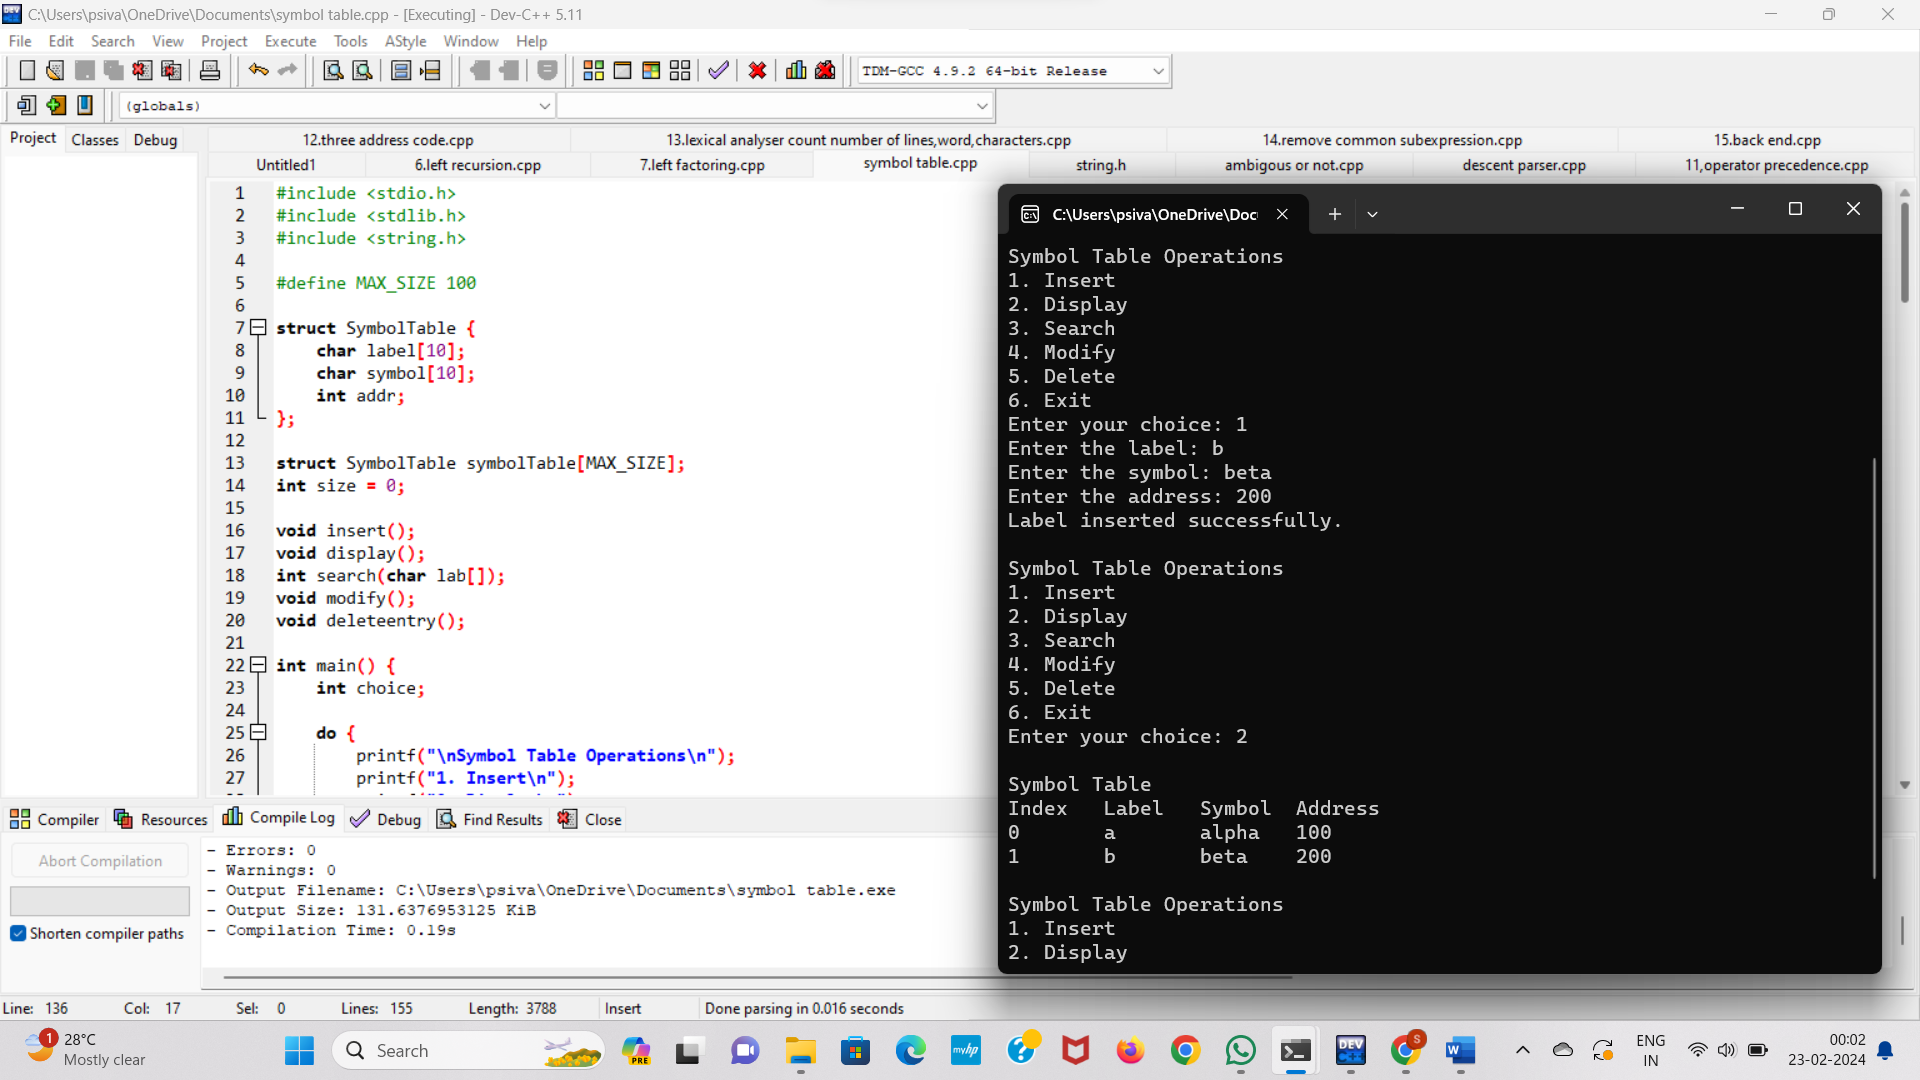 C:\Users\psiva\OneDrive\Documents\symbol table.cpp - [Executing] - Dev-C++ 5.11
File Edit Search View Project Execute Tools AStyle Window Help
TDM-GCC 4.9.2 64-bit Release
(globals)
Project Classes Debug
12.three address code.cpp 13.lexical analyser count number of lines,word,characters.cpp 14.remove common subexpression.cpp 15.back end.cpp
Untitled1 6.left recursion.cpp 7.left factoring.cpp symbol table.cpp string.h ambigous or not.cpp descent parser.cpp 11,operator precedence.cpp
1 #include <stdio.h>
2 #include <stdlib.h>
3 #include <string.h>
4
5 #define MAX_SIZE 100
6
7 struct SymbolTable {
8 char label[10];
9 char symbol[10];
10 int addr;
11 };
12
13 struct SymbolTable symbolTable[MAX_SIZE];
14 int size = 0;
15
16 void insert();
17 void display();
18 int search(char lab[]);
19 void modify();
20 void deleteentry();
21
22 int main() {
23 int choice;
24
25 do {
26 printf("\nSymbol Table Operations\n");
27 printf("1. Insert\n");
C:\Users\psiva\OneDrive\Doc
Symbol Table Operations
1. Insert
2. Display
3. Search
4. Modify
5. Delete
6. Exit
Enter your choice: 1
Enter the label: b
Enter the symbol: beta
Enter the address: 200
Label inserted successfully.
Symbol Table Operations
1. Insert
2. Display
3. Search
4. Modify
5. Delete
6. Exit
Enter your choice: 2
Symbol Table
Index Label Symbol Address
0 a alpha 100
1 b beta 200
Symbol Table Operations
1. Insert
2. Display
Compiler Resources Compile Log Debug Find Results Close
Abort Compilation
Shorten compiler paths
- Errors: 0
- Warnings: 0
- Output Filename: C:\Users\psiva\OneDrive\Documents\symbol table.exe
- Output Size: 131.6376953125 KiB
- Compilation Time: 0.19s
Line: 136 Col: 17 Sel: 0 Lines: 155 Length: 3788 Insert Done parsing in 0.016 seconds
1
28°C
Mostly clear
Search
PRE
myhp
DEV
S
W
ENG
IN
00:02
23-02-2024